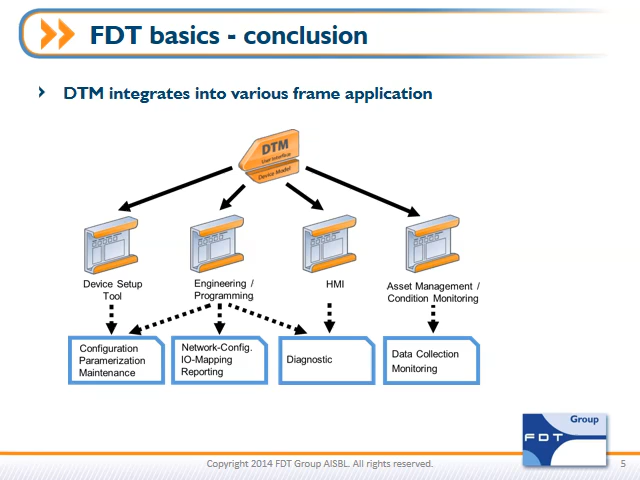 FDT basics - conclusion
DTM integrates into various frame application
DTM
User Interface
Device Model
Device Setup
Tool
Engineering /
Programming
HMI
Asset Management /
Condition Monitoring
Configuration
Paramerization
Maintenance
Network-Config.
IO-Mapping
Reporting
Diagnostic
Data Collection
Monitoring
Group
FDT
Copyright 2014 FDT Group AISBL. All rights reserved.
5